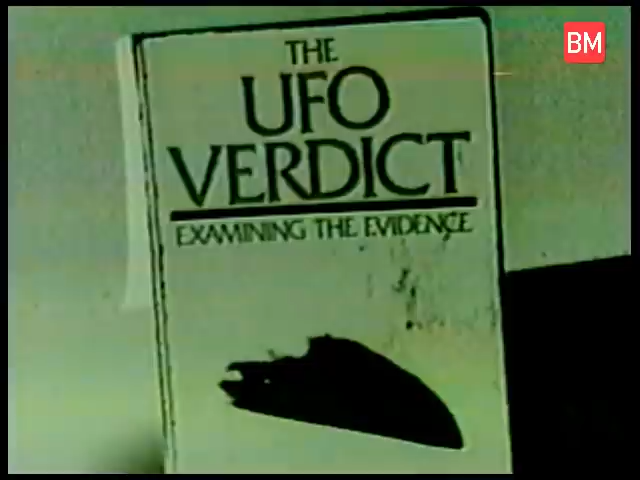 BM
THE
UFO
VERDICT
EXAMINING THE EVIDENCE